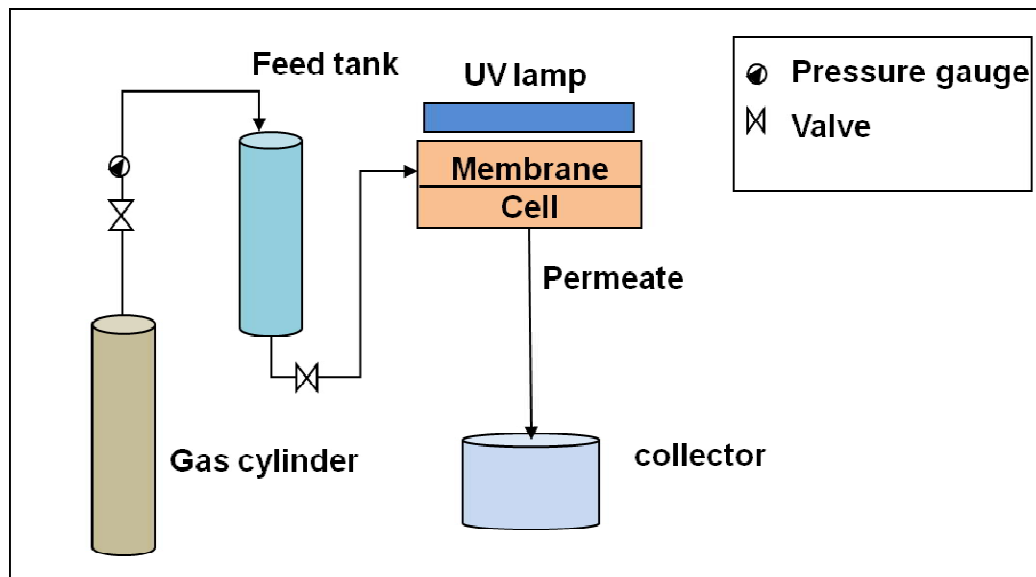 Feed tank
UV lamp
Pressure gauge
Valve
Membrane
Cell
Permeate
Gas cylinder
collector